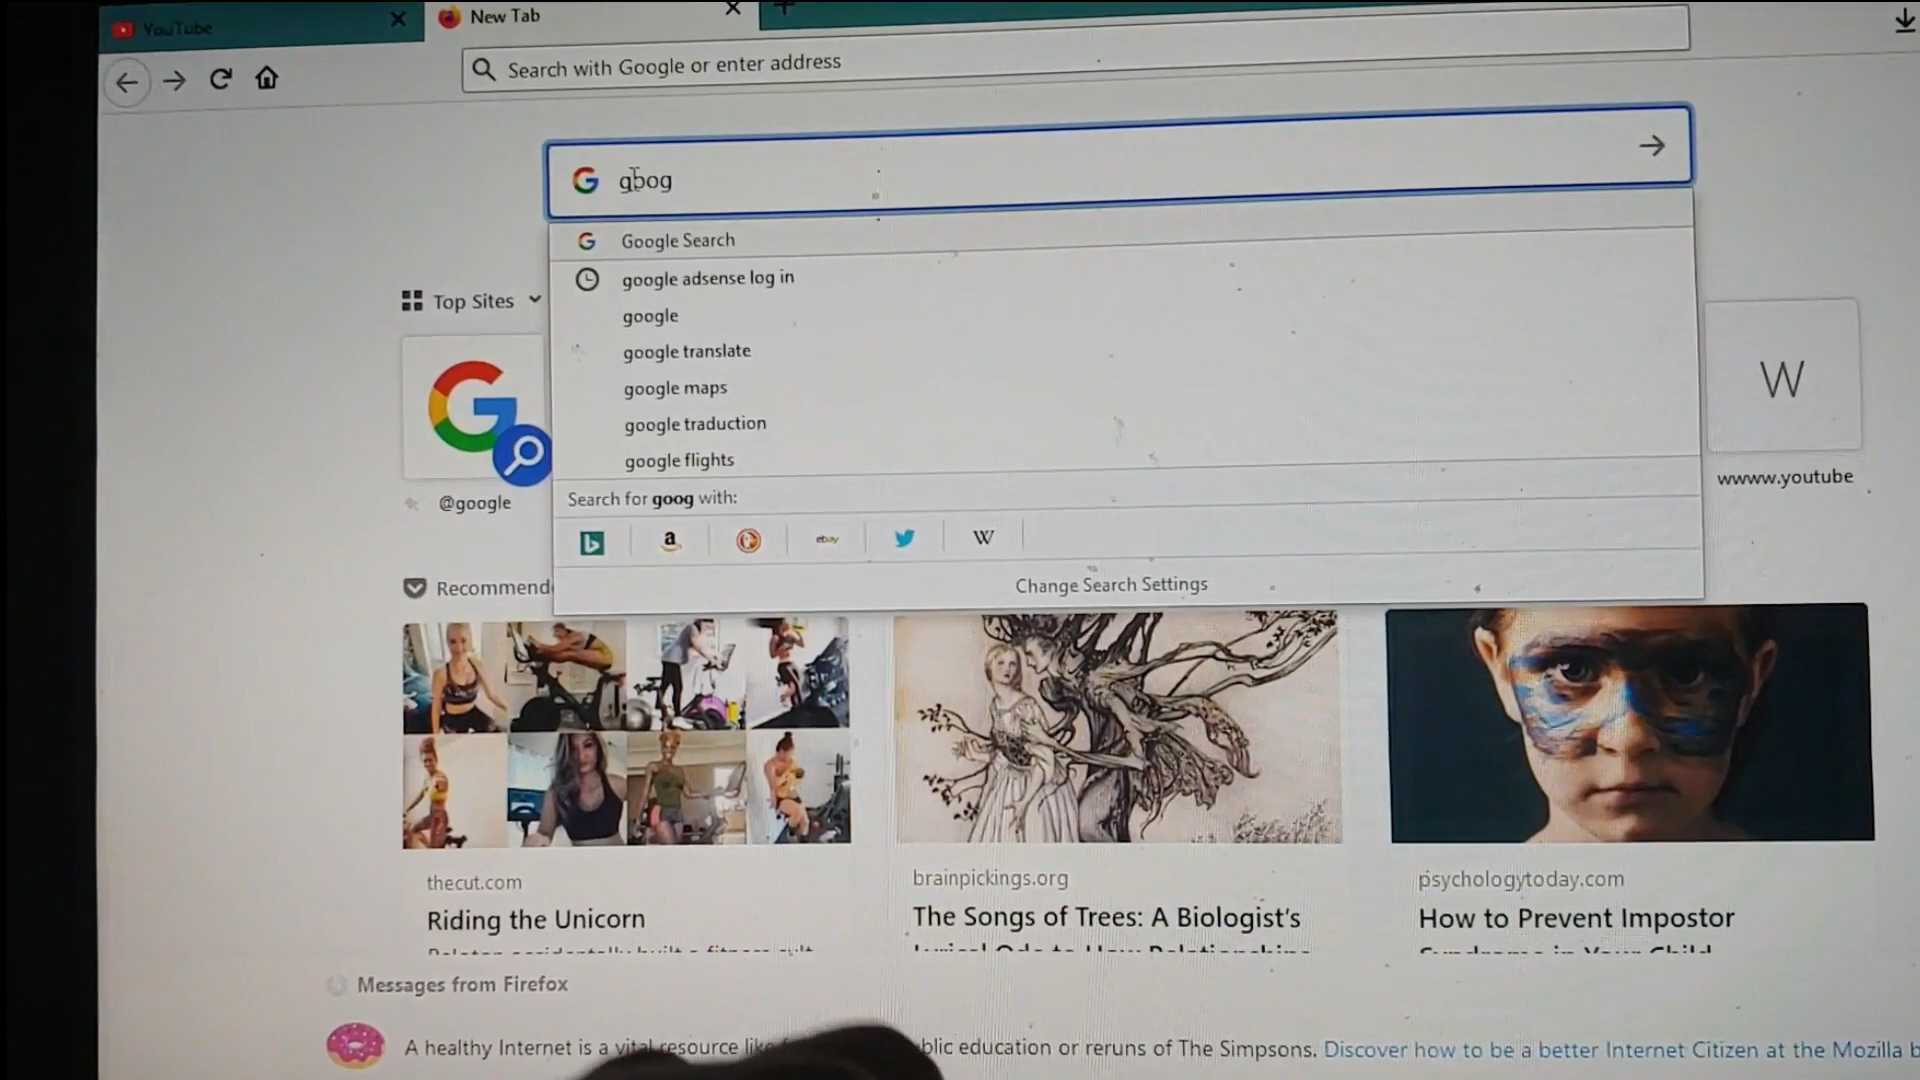 YouTube
New Tab
Search with Google or enter address
goog
Google Search
google adsense log in
google
google translate
google maps
google traduction
google flights
Top Sites
@google
W
wwww.youtube
Search for goog with:
b a ebay W
Change Search Settings
Recommend
thecut.com
Riding the Unicorn
brainpickings.org
The Songs of Trees: A Biologist's
psychologytoday.com
How to Prevent Impostor
Messages from Firefox
A healthy Internet is a vital resource like blic education or reruns of The Simpsons. Discover how to be a better Internet Citizen at the Mozilla b